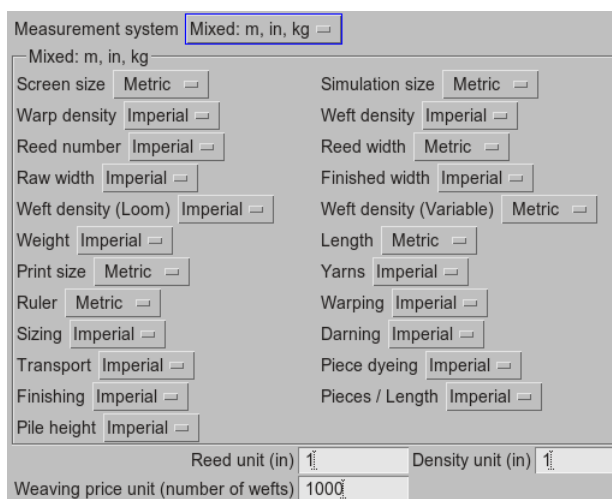 Measurement system Mixed: m, in, kg
Mixed: m, in, kg
Screen size Metric Simulation size Metric
Warp density Imperial Weft density Imperial
Reed number Imperial Reed width Metric
Raw width Imperial Finished width Imperial
Weft density (Loom) Imperial Weft density (Variable) Metric
Weight Imperial Length Metric
Print size Metric Yarns Imperial
Ruler Metric Warping Imperial
Sizing Imperial Darning Imperial
Transport Imperial Piece dyeing Imperial
Finishing Imperial Pieces / Length Imperial
Pile height Imperial
Reed unit (in) 1 Density unit (in) 1
Weaving price unit (number of wefts) 1000